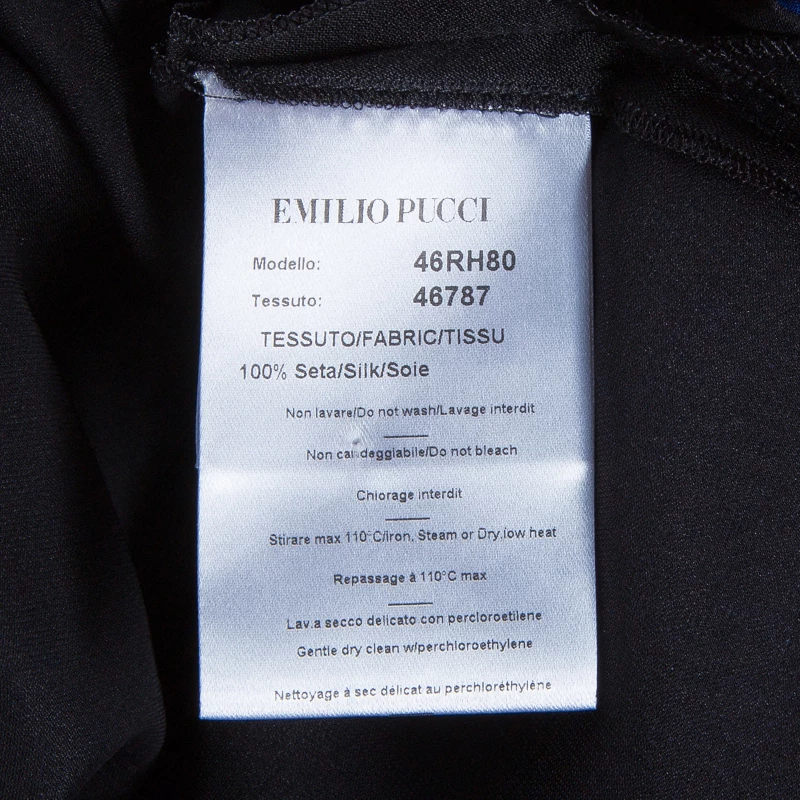 EMILIO PUCCI
Modello: 46RH80
Tessuto: 46787
TESSUTO/FABRIC/TISSU
100% Seta/Silk/Soie
Non lavare/Do not wash/Lavage interdit
Non candeggiabile/Do not bleach
Chiorage interdit
Stirare max 110°C/iron, Steam or Dry.low heat
Repassage à 110°C max
Lav.a secco delicato con percloroetilene
Gentle dry clean w/perchloroethylene
Nettoyage à sec délicat au perchloréthylène